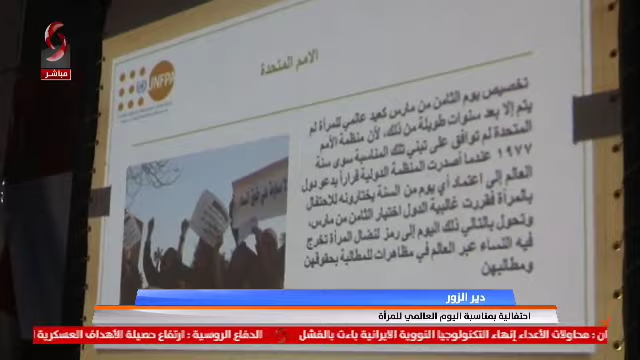 مباشر
UNFPA
الامم المتحدة
تخصيص يوم الثامن من مارس كعيد عالمي للمرأة لم
يتم إلا بعد سنوات طويلة من ذلك، لأن منظمة الأمم
المتحدة لم توافق على تبني تلك المناسبة سوى سنة
١٩٧٧ عندما أصدرت المنظمة الدولية قراراً يدعو دول
العالم إلى اعتماد أي يوم من السنة يختارونه للاحتفال
بالمرأة فقررت غالبية الدول اختيار الثامن من مارس،
وتحول بالتالي ذلك اليوم إلى رمز لنضال المرأة تخرج
فيه النساء عبر العالم في مظاهرات للمطالبة بحقوقهن
ومطالبهن
دير الزور
احتفالية بمناسبة اليوم العالمي للمرأة
ان : محاولات الأعداء إنهاء التكنولوجيا النووية الايرانية باءت بالفشل
الدفاع الروسية : ارتفاع حصيلة الأهداف العسكرية